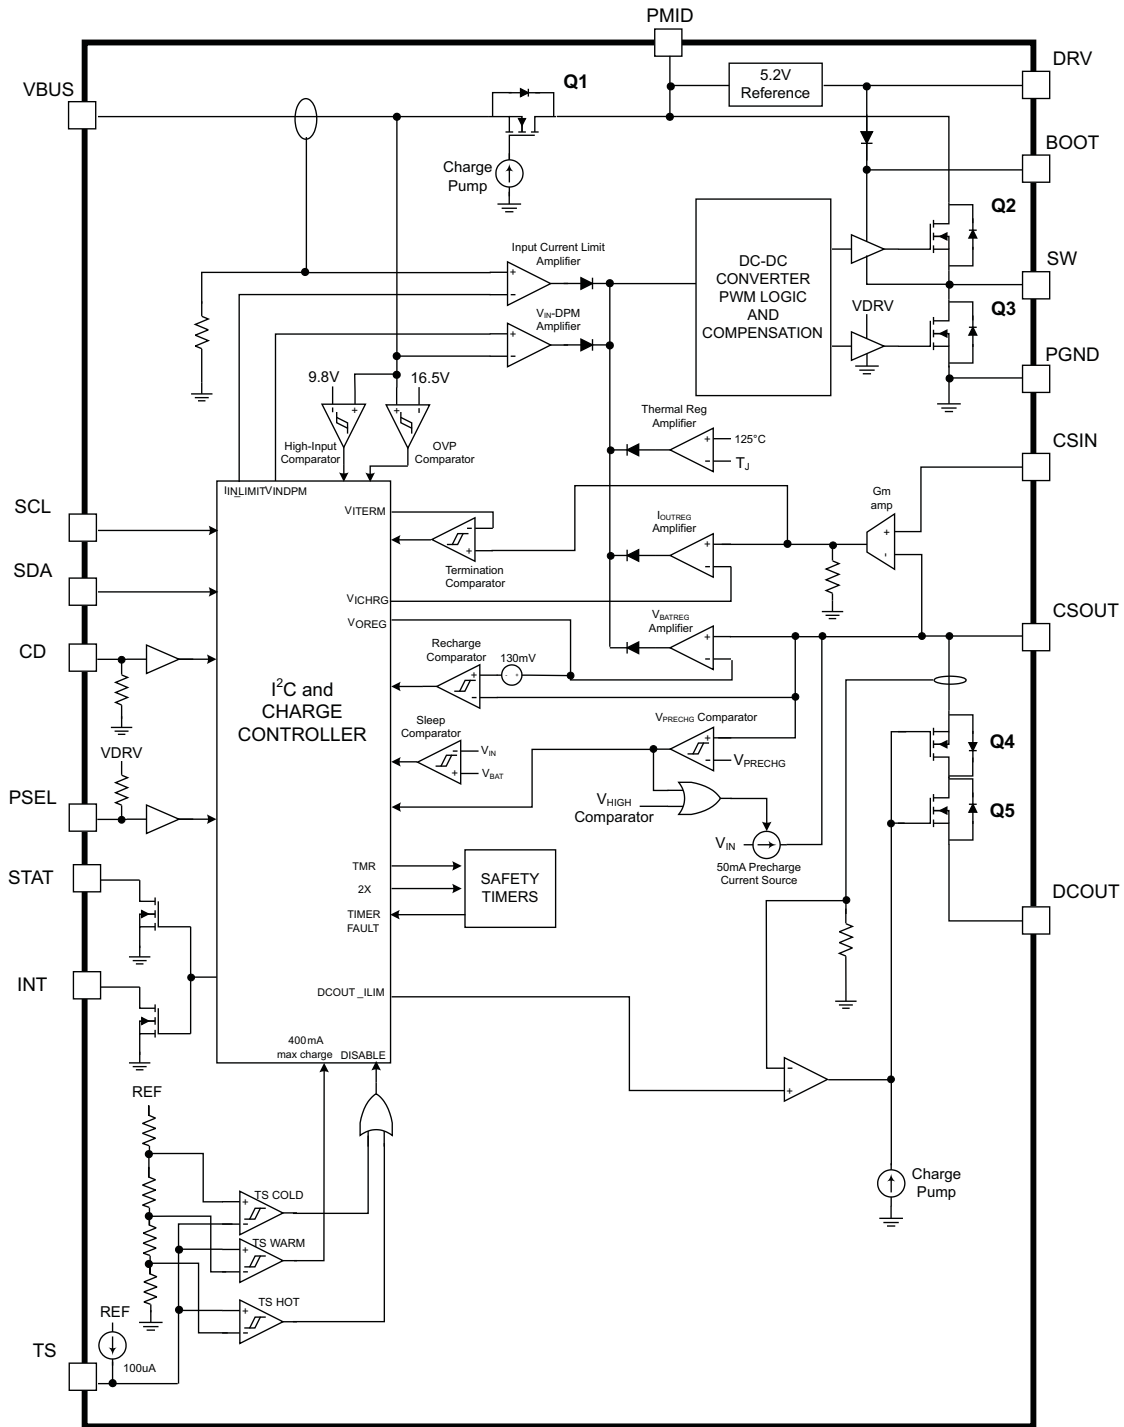 PMID
DRV
VBUS
Q1
5.2V
Reference
BOOT
Charge
Pump
Q2
Input Current Limit
Amplifier
DC-DC
CONVERTER
PWM LOGIC
AND
COMPENSATION
SW
VIN-DPM
Amplifier
VDRV
Q3
PGND
9.8V
16.5V
High-Input
Comparator
OVP
Comparator
Thermal Reg
Amplifier
125°C
TJ
CSIN
IIN_LIMIT
VINDPM
SCL
VITERM
Termination
Comparator
IOUTREG
Amplifier
Gm
amp
+
-
SDA
VICHRG
VOREG
VBATREG
Amplifier
CSOUT
CD
Recharge
Comparator
130mV
I2C and
CHARGE
CONTROLLER
Sleep
Comparator
VIN
VBAT
VPRECHG Comparator
VPRECHG
Q4
VDRV
PSEL
VHIGH
Comparator
VIN
50mA Precharge
Current Source
Q5
STAT
TMR
2X
TIMER
FAULT
SAFETY
TIMERS
DCOUT
INT
DCOUT_ILIM
400mA
max charge
DISABLE
REF
TS COLD
TS WARM
TS HOT
Charge
Pump
REF
TS
100uA